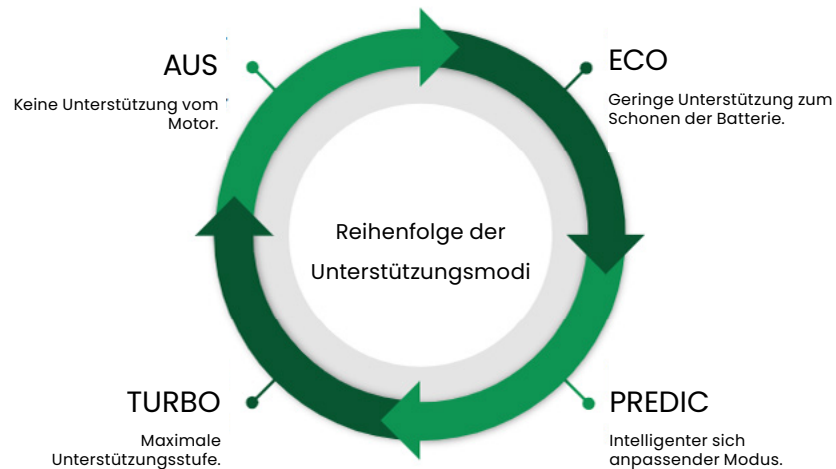 AUS
Keine Unterstützung vom
Motor.
ECO
Geringe Unterstützung zum
Schonen der Batterie.
Reihenfolge der
Unterstützungsmodi
TURBO
Maximale
Unterstützungsstufe.
PREDIC
Intelligenter sich
anpassender Modus.